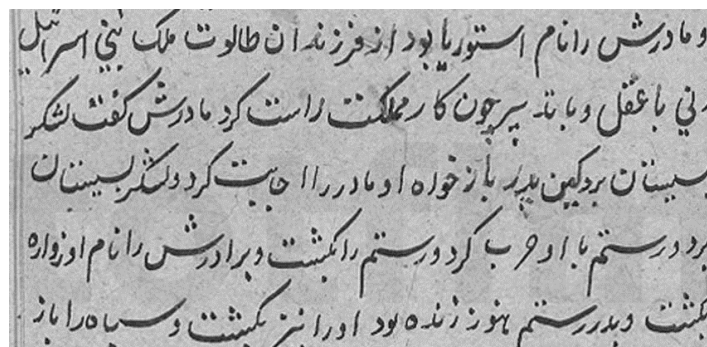 و مادرش را نام استوریا بود از فرزندان طالوت ملک بنی اسرائیل
زنی با عقل و با تدبیر چون کار مملکت راست کرد مادرش گفت لشکر
بسیستان بر و کین پدر باز خواه او مادر را اجابت کرد و لشکر بسیستان
برد و رستم با او حرب کرد و رستم را بکشت و برادرش را نام او زواره
بکشت و پدر رستم هنوز زنده بود او را نیز بکشت و سپاه را باز